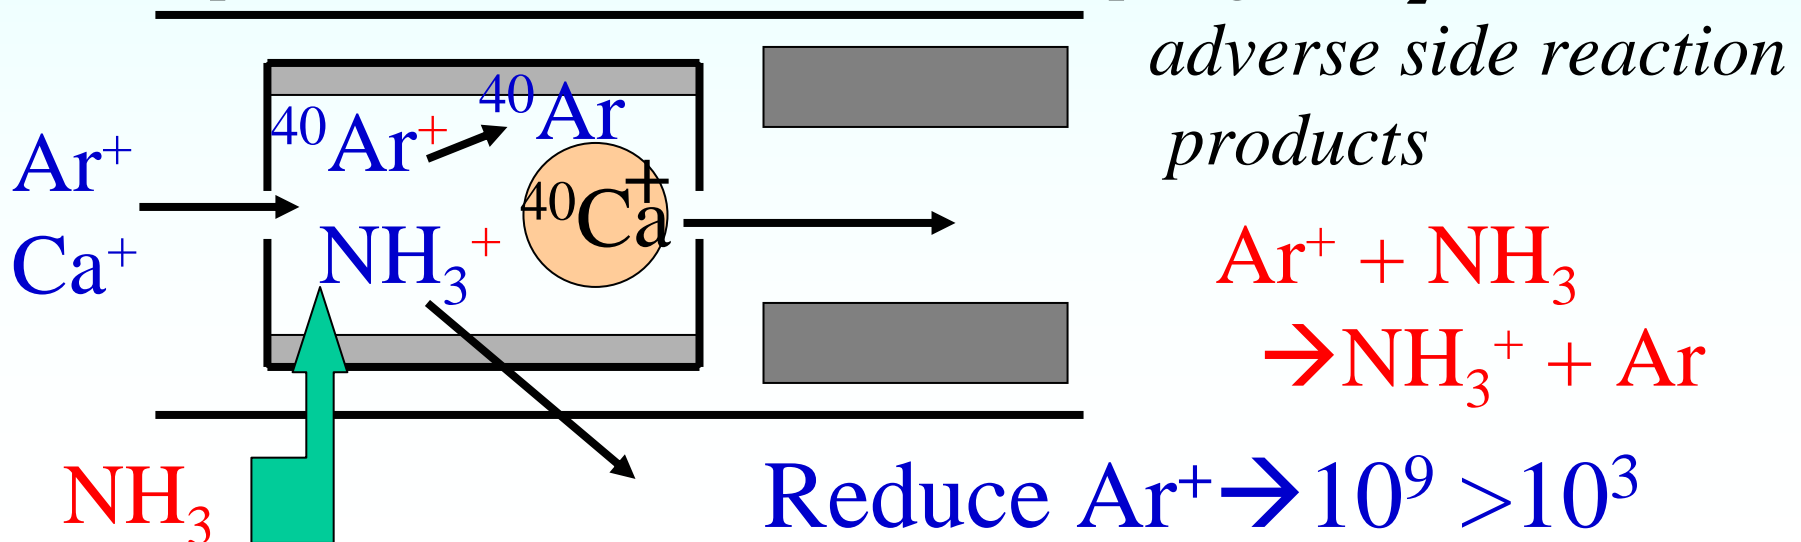 adverse side reaction
products
Ar⁺
Ca⁺
⁴⁰Ar⁺
⁴⁰Ar
NH₃⁺
⁴⁰Ca⁺
NH₃
Ar⁺ + NH₃
→NH₃⁺ + Ar
Reduce Ar⁺→10⁹ >10³